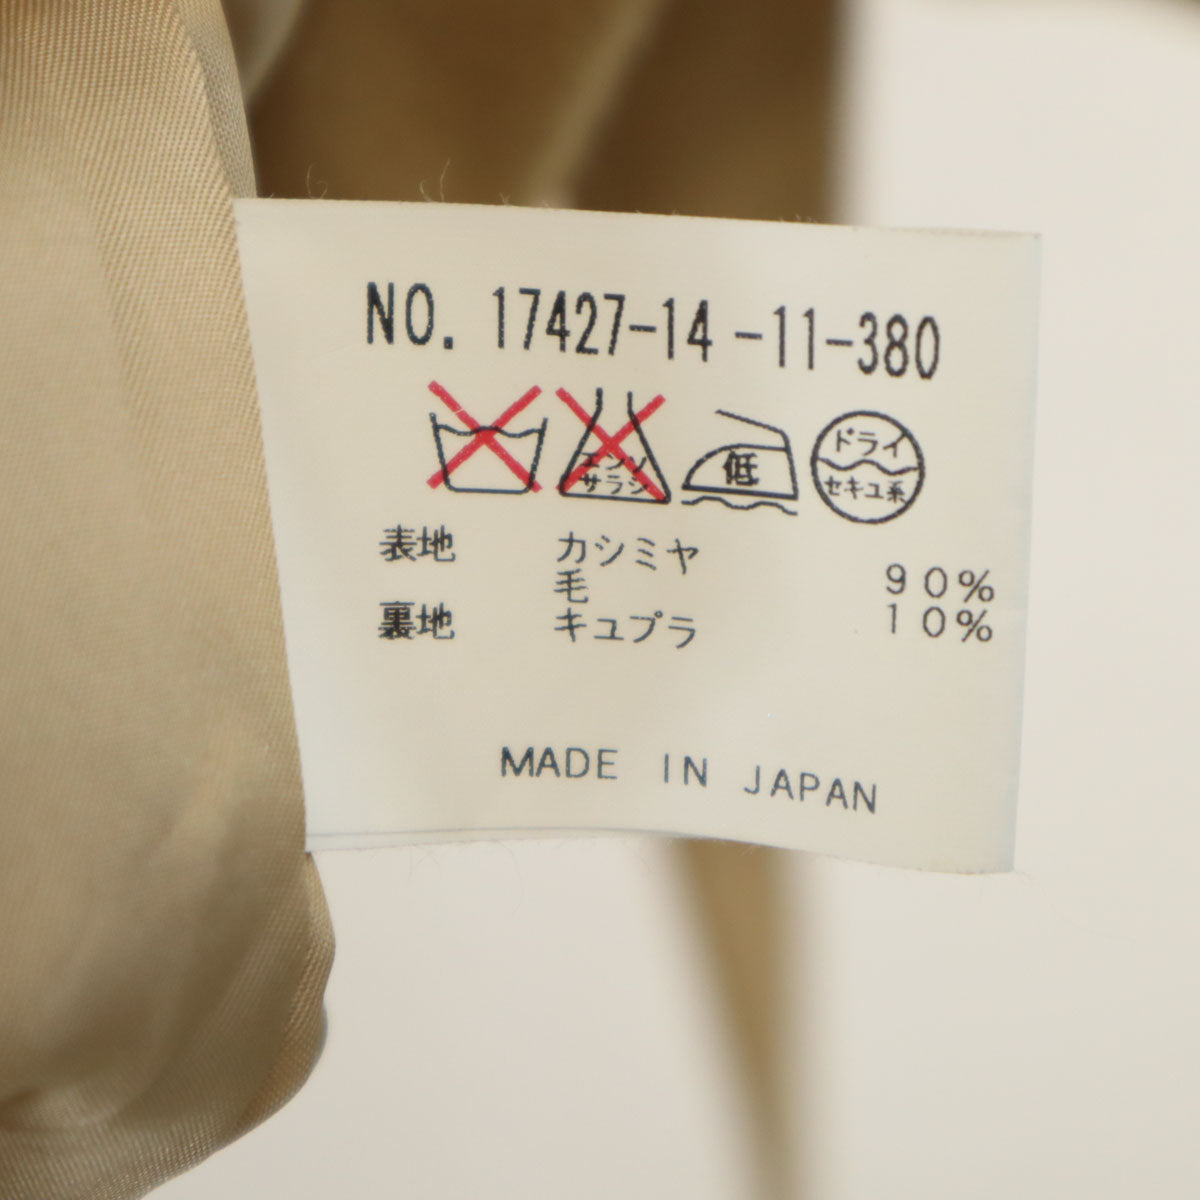 NO. 17427-14-11-380
エンソ
サラシ
低
ドライ
セキユ系
表地 カシミヤ 90%
毛 10%
裏地 キュプラ
MADE IN JAPAN